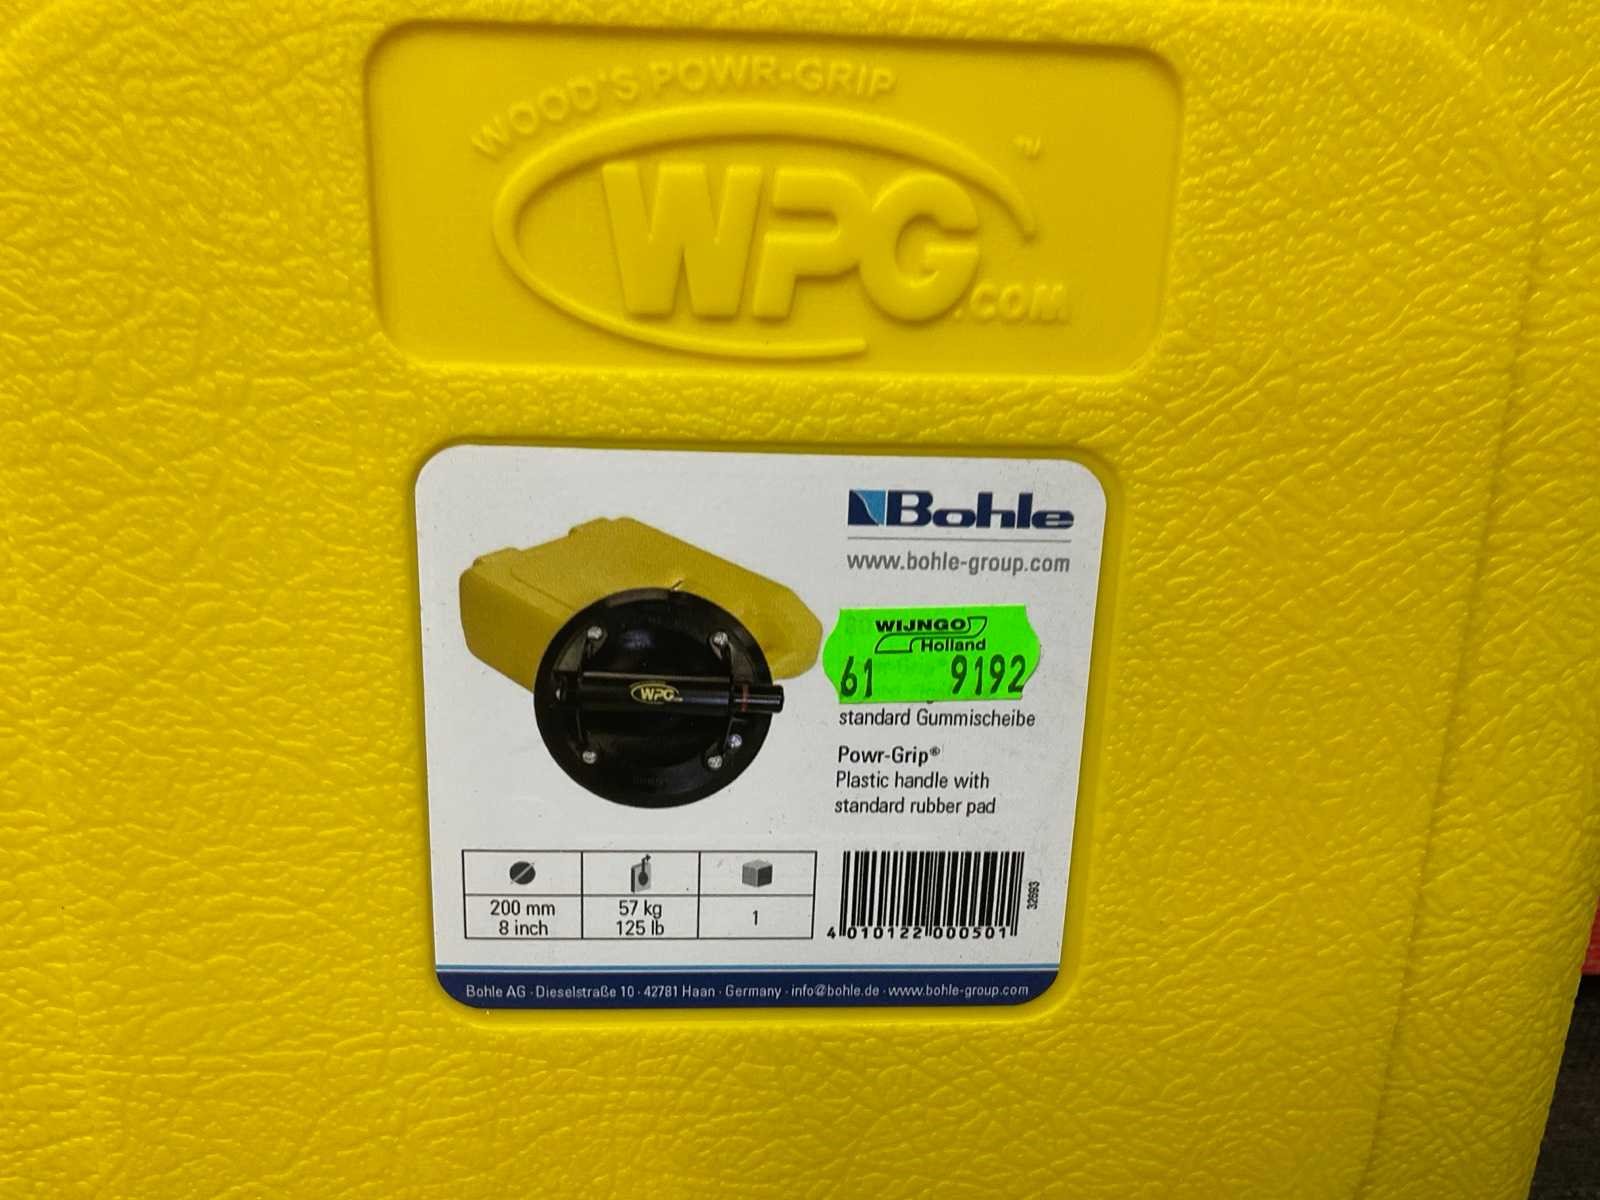 WOOD'S POWR-GRIP
WPG.COM
Bohle
www.bohle-group.com
WIJNGO
Holland
61 9192
standard Gummischeibe
Powr-Grip®
Plastic handle with
standard rubber pad
WPG
200 mm
8 inch
57 kg
125 lb
1
32693
4 010122 000501
Bohle AG · Dieselstraße 10 · 42781 Haan · Germany · info@bohle.de · www.bohle-group.com